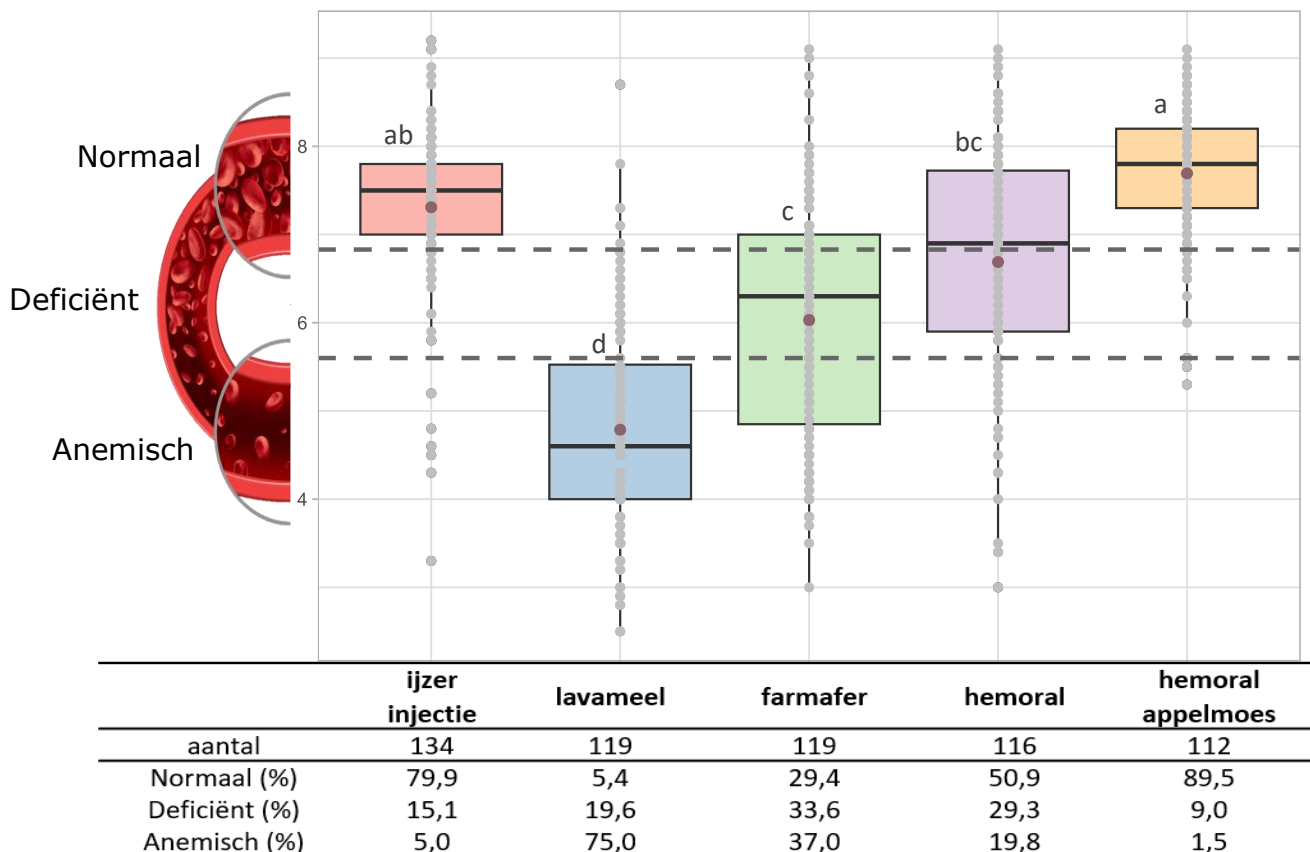 Normaal
Deficiënt
Anemisch
8
6
4
ab
d
c
bc
a
ijzer injectie lavameel farmafer hemoral hemoral appelmoes
aantal 134 119 119 116 112
Normaal (%) 79,9 5,4 29,4 50,9 89,5
Deficiënt (%) 15,1 19,6 33,6 29,3 9,0
Anemisch (%) 5,0 75,0 37,0 19,8 1,5